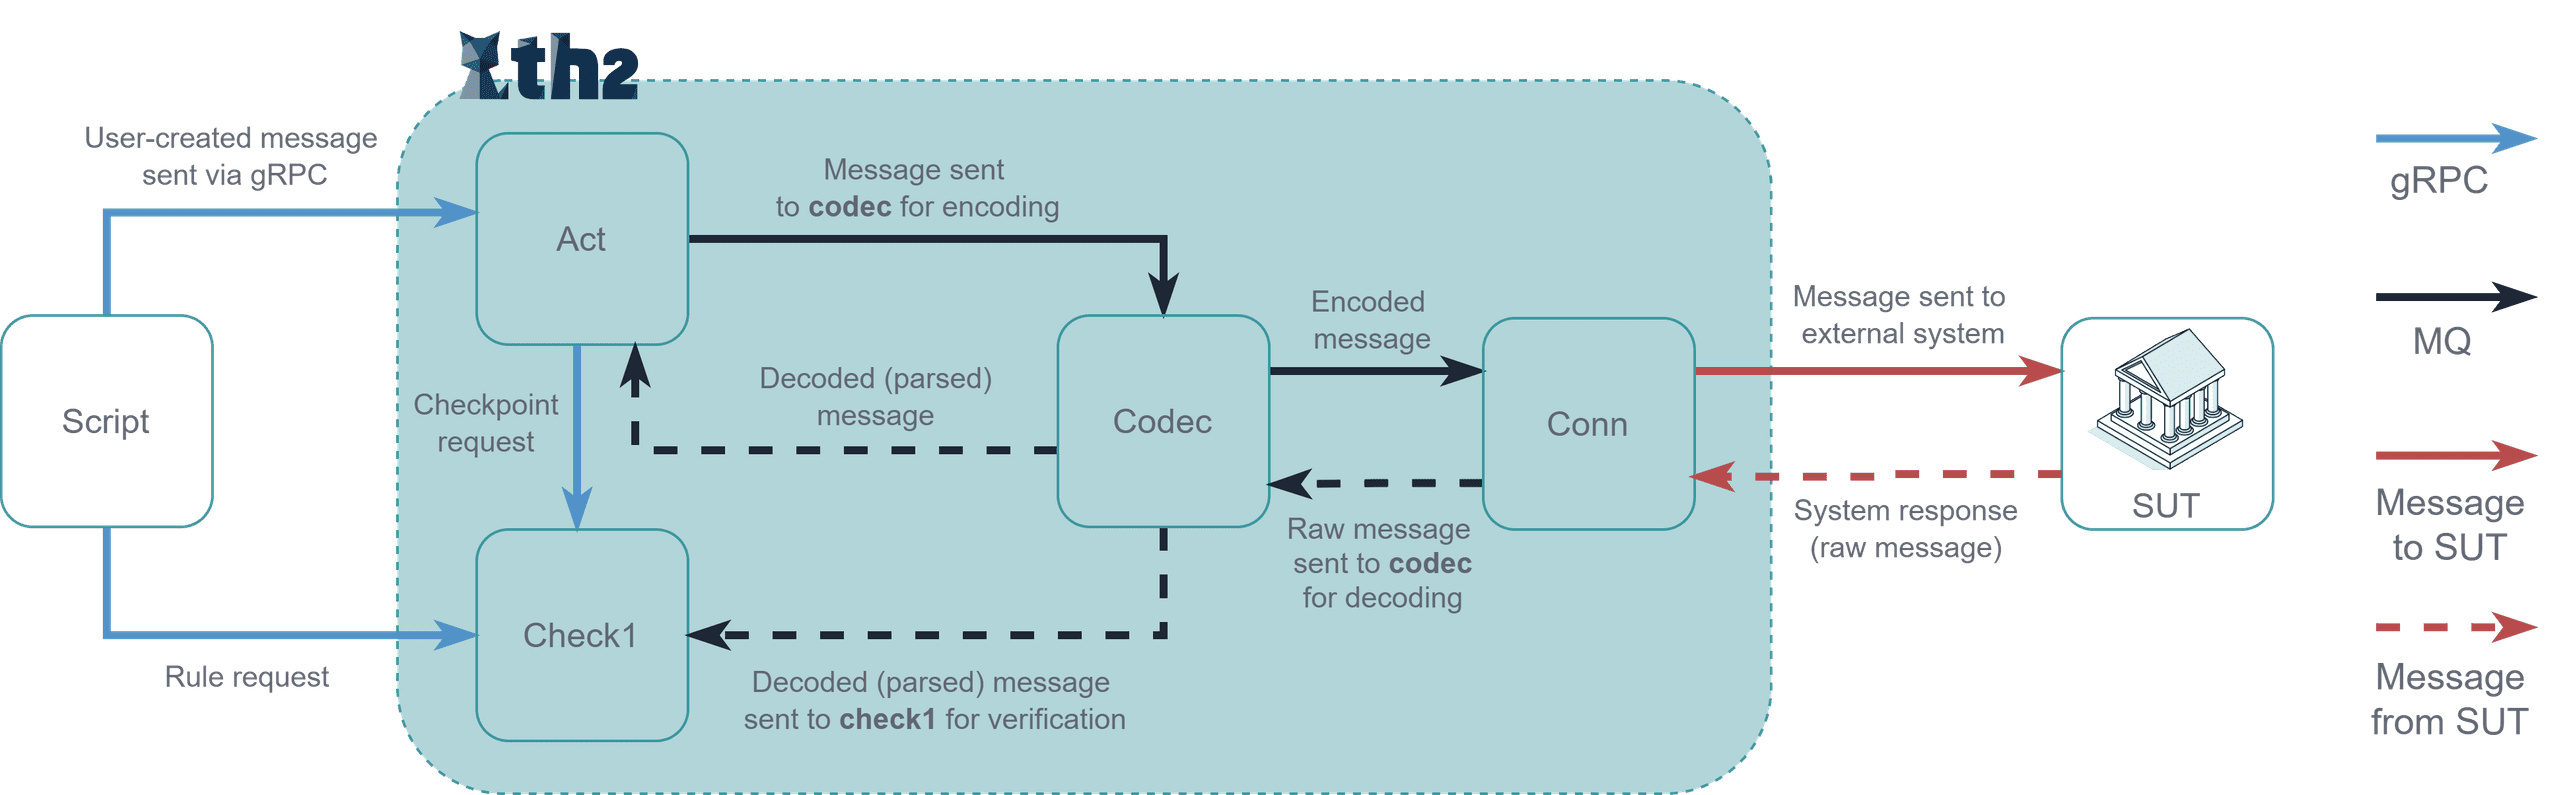 th2
User-created message
sent via gRPC
Act
Message sent
to codec for encoding
Script
Checkpoint
request
Decoded (parsed)
message
Codec
Encoded
message
Conn
Message sent to
external system
SUT
System response
(raw message)
Raw message
sent to codec
for decoding
Check1
Rule request
Decoded (parsed) message
sent to check1 for verification
gRPC
MQ
Message
to SUT
Message
from SUT